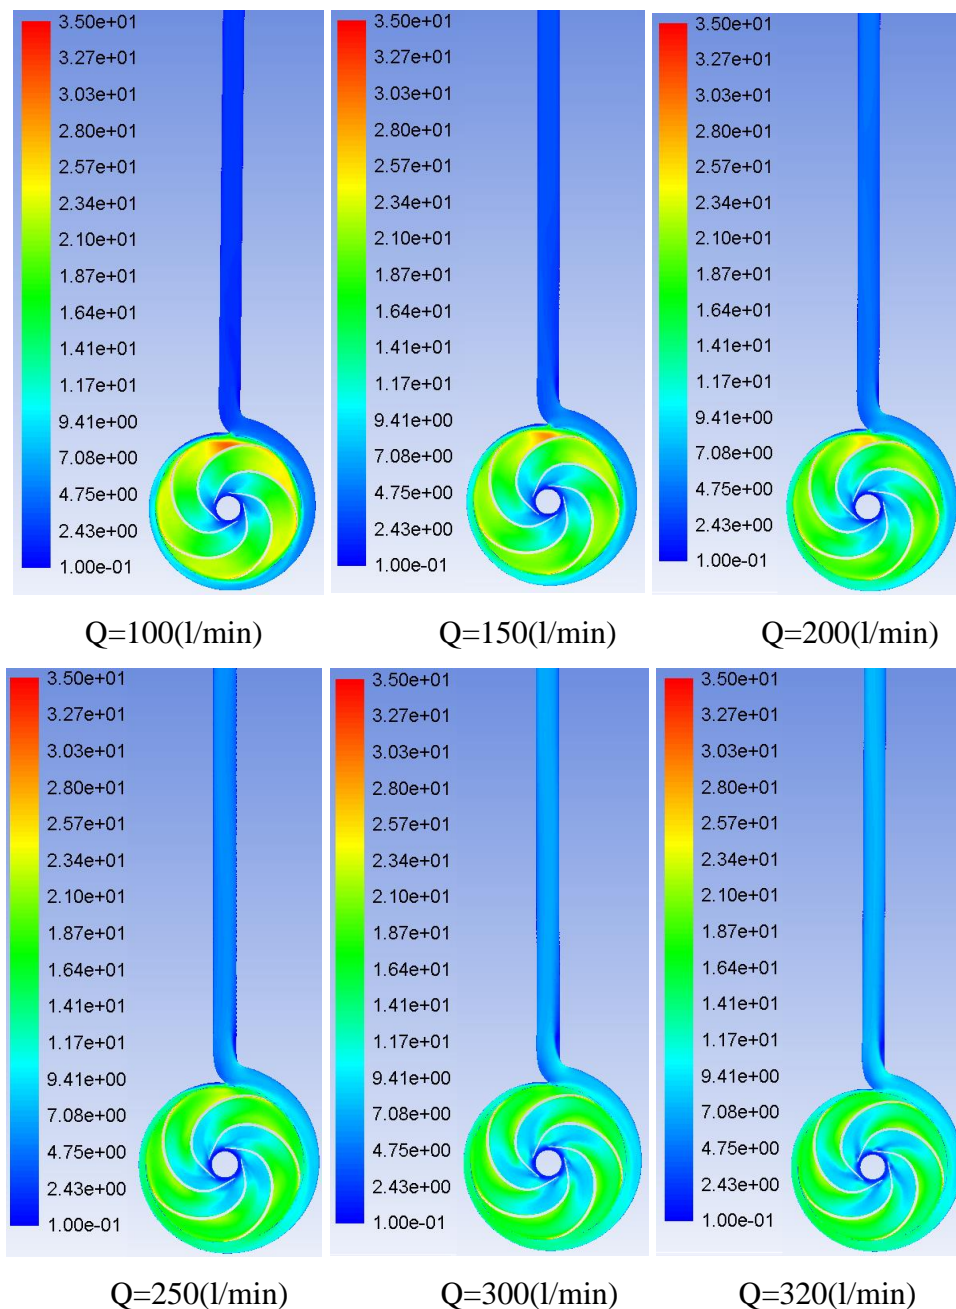 3.50e+01
3.27e+01
3.03e+01
2.80e+01
2.57e+01
2.34e+01
2.10e+01
1.87e+01
1.64e+01
1.41e+01
1.17e+01
9.41e+00
7.08e+00
4.75e+00
2.43e+00
1.00e-01
Q=100(l/min)
3.50e+01
3.27e+01
3.03e+01
2.80e+01
2.57e+01
2.34e+01
2.10e+01
1.87e+01
1.64e+01
1.41e+01
1.17e+01
9.41e+00
7.08e+00
4.75e+00
2.43e+00
1.00e-01
Q=150(l/min)
3.50e+01
3.27e+01
3.03e+01
2.80e+01
2.57e+01
2.34e+01
2.10e+01
1.87e+01
1.64e+01
1.41e+01
1.17e+01
9.41e+00
7.08e+00
4.75e+00
2.43e+00
1.00e-01
Q=200(l/min)
3.50e+01
3.27e+01
3.03e+01
2.80e+01
2.57e+01
2.34e+01
2.10e+01
1.87e+01
1.64e+01
1.41e+01
1.17e+01
9.41e+00
7.08e+00
4.75e+00
2.43e+00
1.00e-01
Q=250(l/min)
3.50e+01
3.27e+01
3.03e+01
2.80e+01
2.57e+01
2.34e+01
2.10e+01
1.87e+01
1.64e+01
1.41e+01
1.17e+01
9.41e+00
7.08e+00
4.75e+00
2.43e+00
1.00e-01
Q=300(l/min)
3.50e+01
3.27e+01
3.03e+01
2.80e+01
2.57e+01
2.34e+01
2.10e+01
1.87e+01
1.64e+01
1.41e+01
1.17e+01
9.41e+00
7.08e+00
4.75e+00
2.43e+00
1.00e-01
Q=320(l/min)